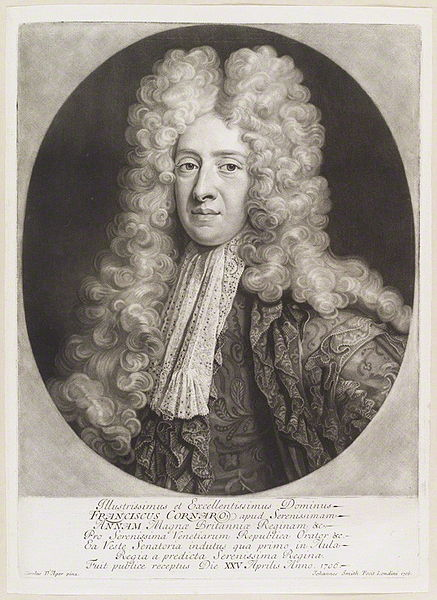 Illustrissimus et Excellentissimus Dominus
FRANCISCUS CORNARO apud Serenissimam
ANNAM Magnæ Britanniæ Reginam &c
Pro Serenissima Venetiarum Republica Orator &c
Ea Veste Senatoria indutus qua primo in Aula
Regia a predicta Serenissima Regina
Fuit publice receptus Die XXV Aprilis Anno. 1706
Carolus D'Agar pinx.
Johannes Smith Fecit Londini 1706.